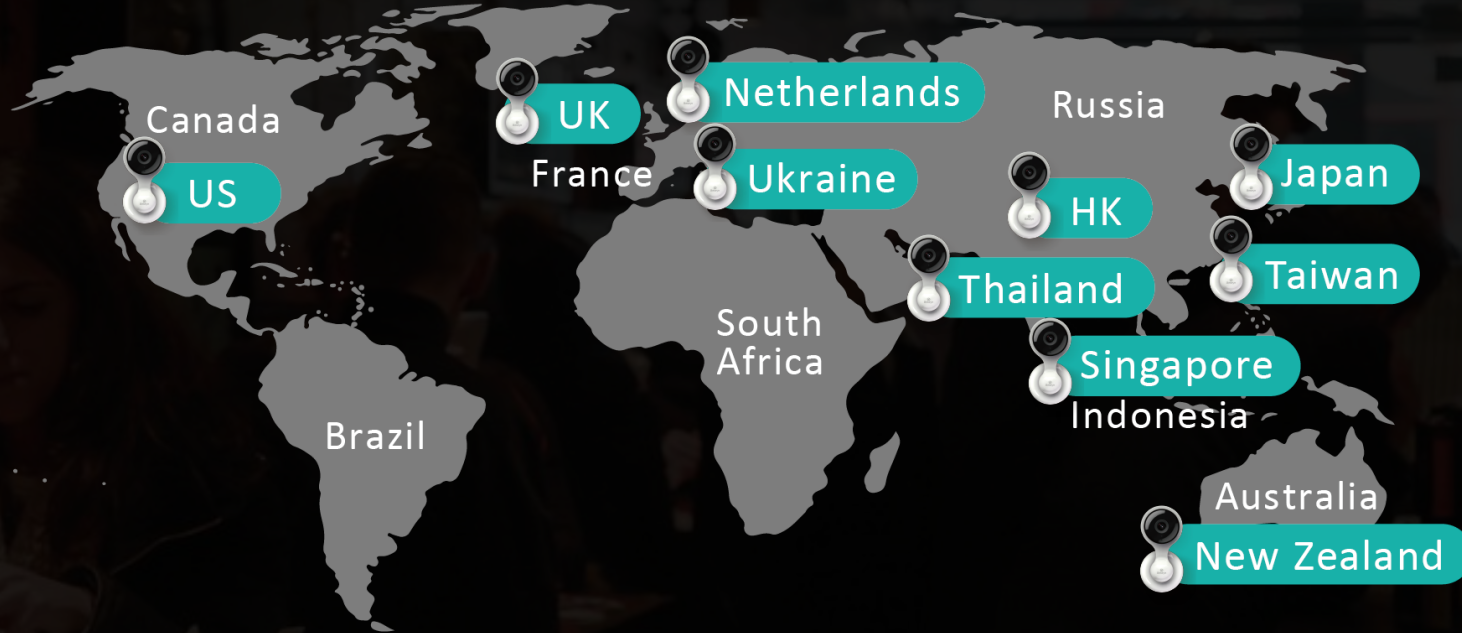 Canada
US
UK
France
Netherlands
Ukraine
Russia
HK
Japan
Taiwan
Thailand
Singapore
Indonesia
South
Africa
Brazil
Australia
New Zealand